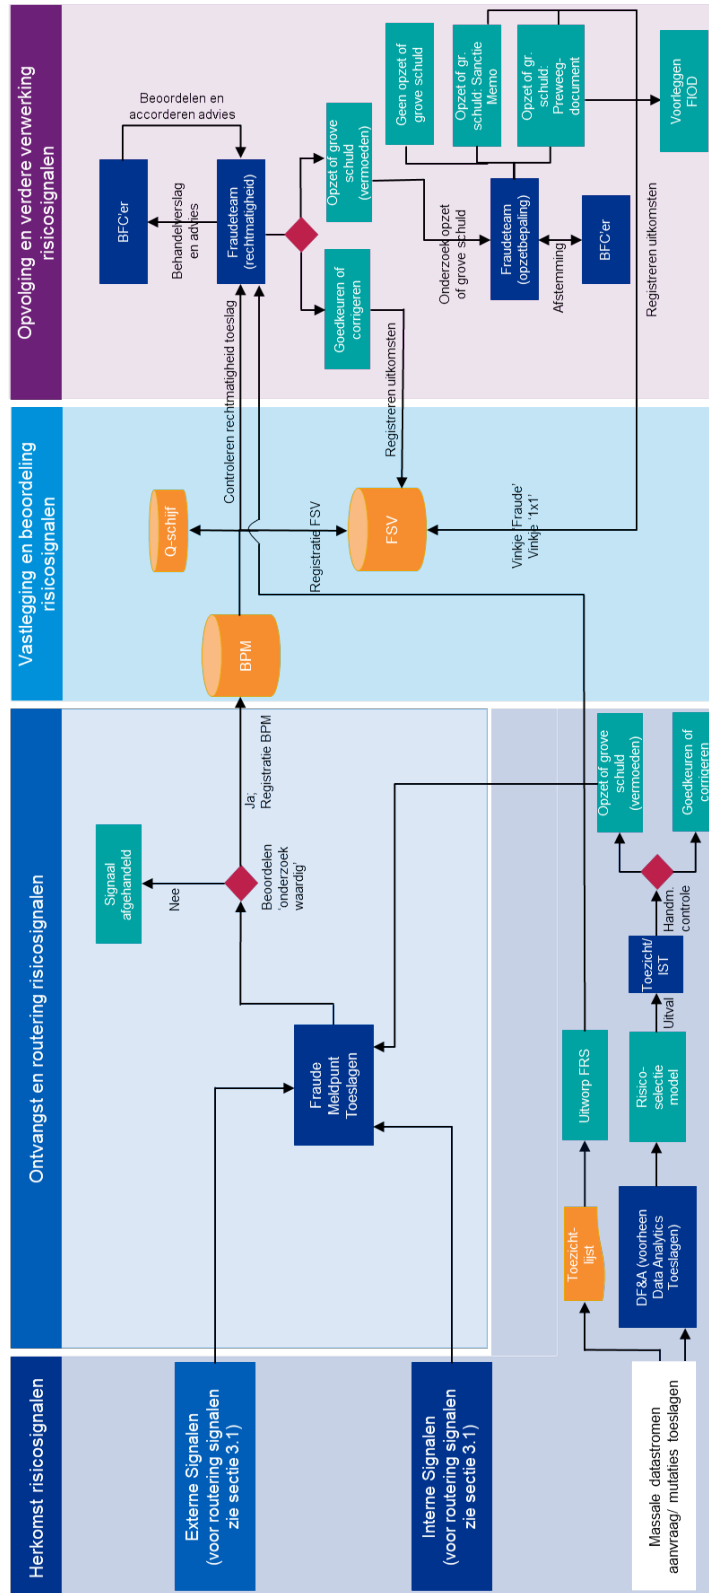 Herkomst risicosignalen
Externe Signalen
(voor routering signalen
zie sectie 3.1)
Interne Signalen
(voor routering signalen
zie sectie 3.1)
Massale datastromen
aanvraag/ mutaties toeslagen
Ontvangst en routering risicosignalen
Fraude
Meldpunt
Toeslagen
Signaal
afgehandeld
Nee
Beoordelen
'onderzoek
waardig'
Ja;
Registratie BPM
Toezicht-
lijst
Uitworp FRS
DF&A (voorheen
Data Analytics
Toeslagen)
Risico-
selectie
model
Uitval
Toezicht/
IST
Handm.
controle
Opzet of grove
schuld
(vermoeden)
Goedkeuren of
corrigeren
Vastlegging en beoordeling
risicosignalen
BPM
Q-schijf
Registratie FSV
FSV
Vinkje 'Fraude'
Vinkje '1x1'
Controleren rechtmatigheid toeslag
Registreren uitkomsten
Opvolging en verdere verwerking
risicosignalen
BFC'er
Beoordelen en
accorderen advies
Behandelverslag
en advies
Fraudeteam
(rechtmatigheid)
Goedkeuren of
corrigeren
Opzet of grove
schuld
(vermoeden)
Onderzoek opzet
of grove schuld
Fraudeteam
(opzetbepaling)
Afstemming
BFC'er
Geen opzet of
grove schuld
Opzet of gr.
schuld: Sanctie
Memo
Opzet of gr.
schuld:
Preweeg-
document
Registreren uitkomsten
Voorleggen
FIOD